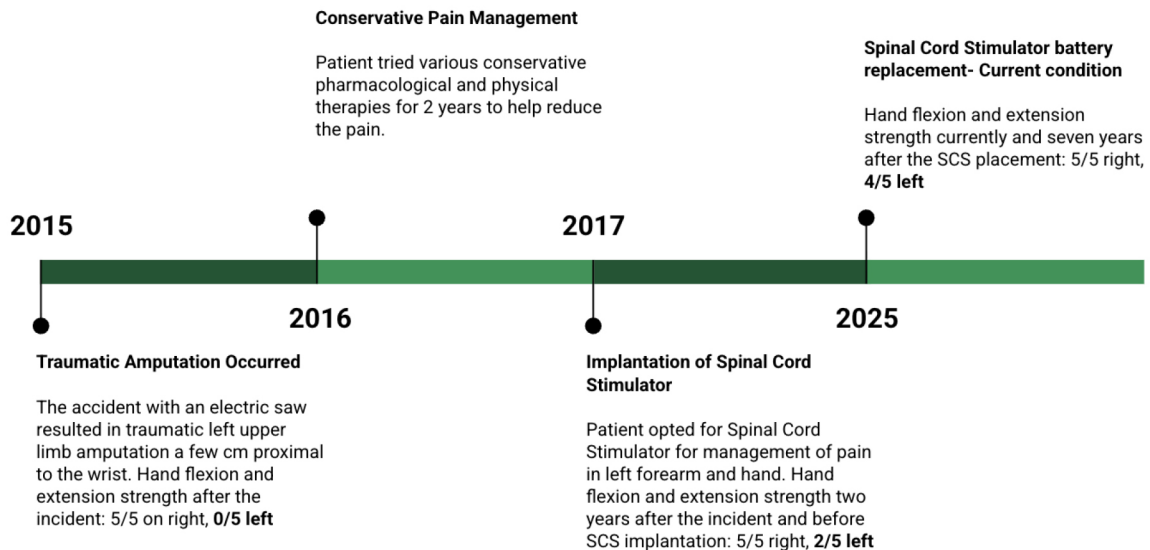 Conservative Pain Management
Patient tried various conservative
pharmacological and physical
therapies for 2 years to help reduce
the pain.
Spinal Cord Stimulator battery
replacement- Current condition
Hand flexion and extension
strength currently and seven years
after the SCS placement: 5/5 right,
4/5 left
2015
2017
2016
2025
Traumatic Amputation Occurred
The accident with an electric saw
resulted in traumatic left upper
limb amputation a few cm proximal
to the wrist. Hand flexion and
extension strength after the
incident: 5/5 on right, 0/5 left
Implantation of Spinal Cord
Stimulator
Patient opted for Spinal Cord
Stimulator for management of pain
in left forearm and hand. Hand
flexion and extension strength two
years after the incident and before
SCS implantation: 5/5 right, 2/5 left